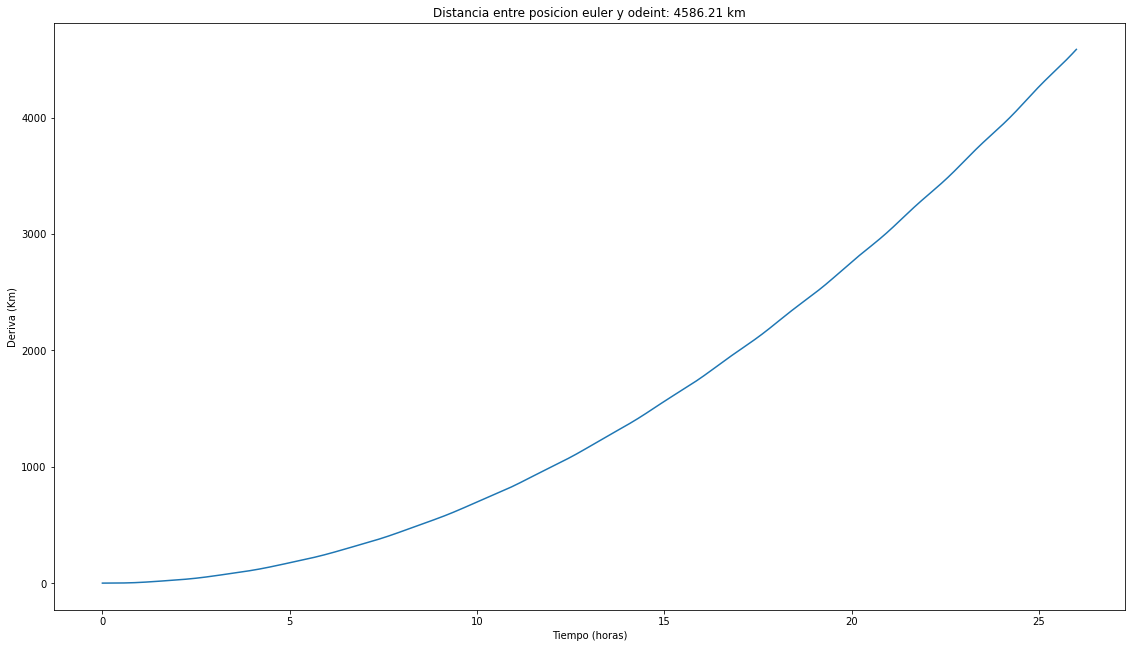 Distancia entre posicion euler y odeint: 4586.21 km
4000
3000
2000
1000
0
Deriva (Km)
0 5 10 15 20 25
Tiempo (horas)